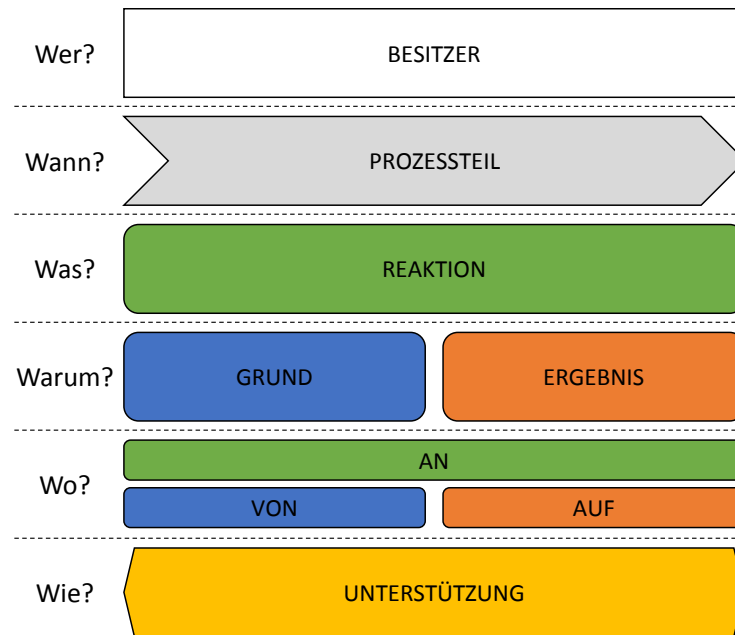 Wer?
BESITZER
Wann?
PROZESSTEIL
Was?
REAKTION
Warum?
GRUND
ERGEBNIS
Wo?
AN
VON
AUF
Wie?
UNTERSTÜTZUNG